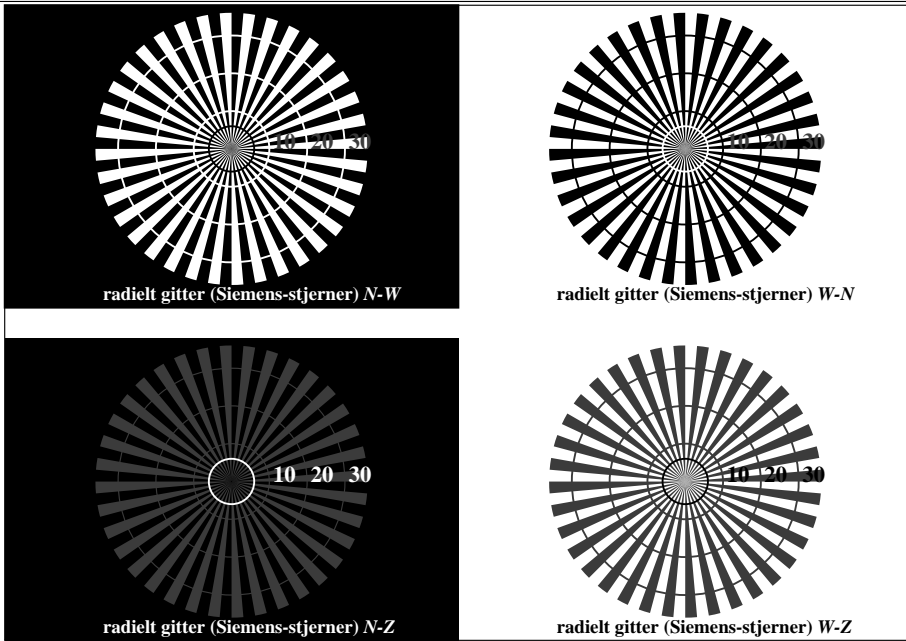 10 20 30
radielt gitter (Siemens-stjerner) N-W
10 20 30
radielt gitter (Siemens-stjerner) W-N
10 20 30
radielt gitter (Siemens-stjerner) N-Z
10 20 30
radielt gitter (Siemens-stjerner) W-Z